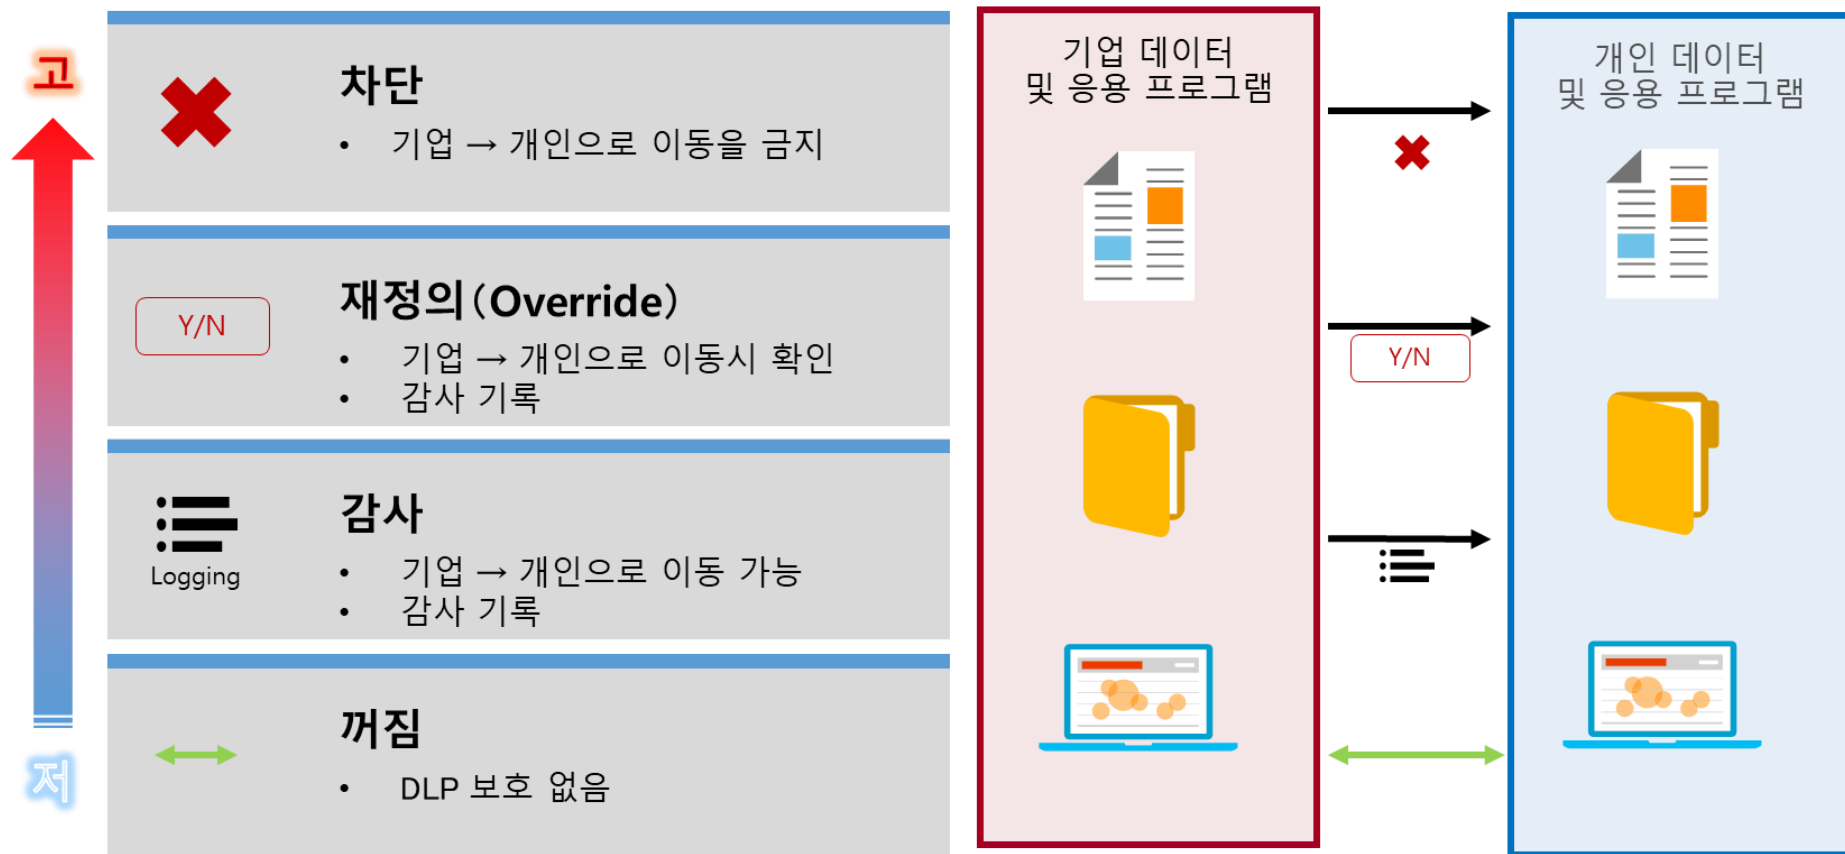 고
차단
• 기업 → 개인으로 이동을 금지
Y/N
재정의(Override)
• 기업 → 개인으로 이동시 확인
• 감사 기록
Logging
감사
• 기업 → 개인으로 이동 가능
• 감사 기록
저
꺼짐
• DLP 보호 없음
기업 데이터
및 응용 프로그램
Y/N
개인 데이터
및 응용 프로그램